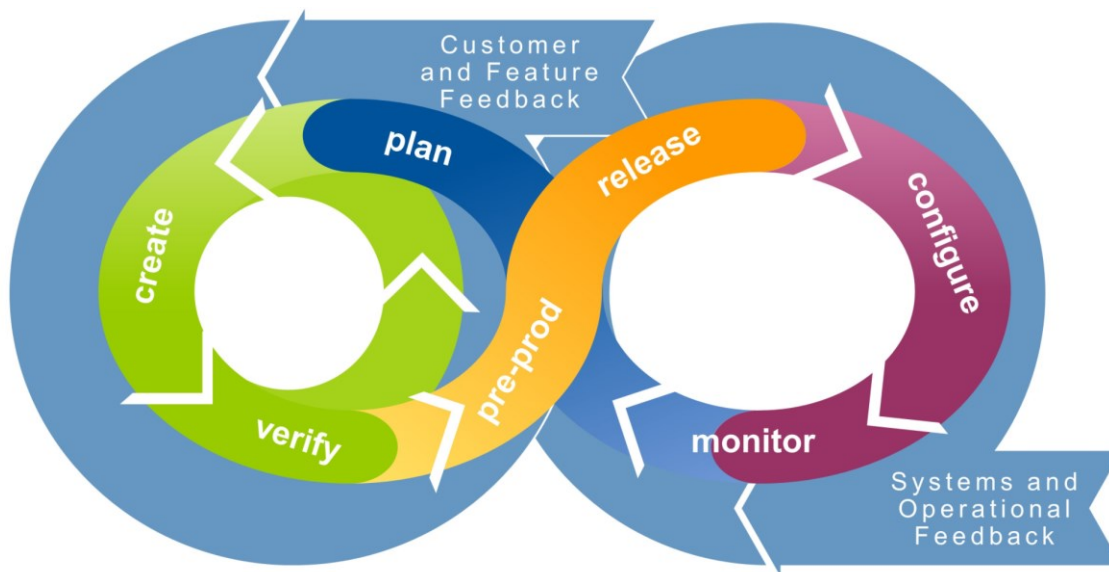 Customer
and Feature
Feedback
plan
release
create
configure
pre-prod
verify
monitor
Systems and
Operational
Feedback